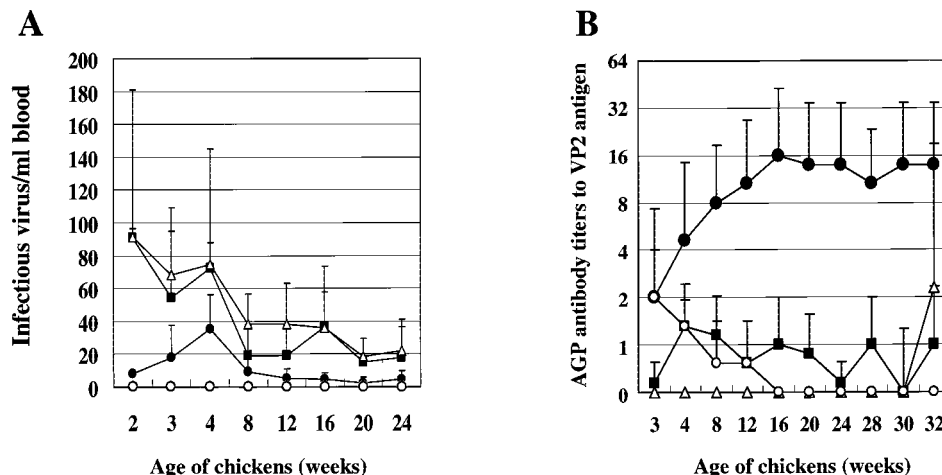 A
Infectious virus/ml blood
200
180
160
140
120
100
80
60
40
20
0
2 3 4 8 12 16 20 24
Age of chickens (weeks)
B
AGP antibody titers to VP2 antigen
64
32
16
8
4
2
1
0
3 4 8 12 16 20 24 28 30 32
Age of chickens (weeks)